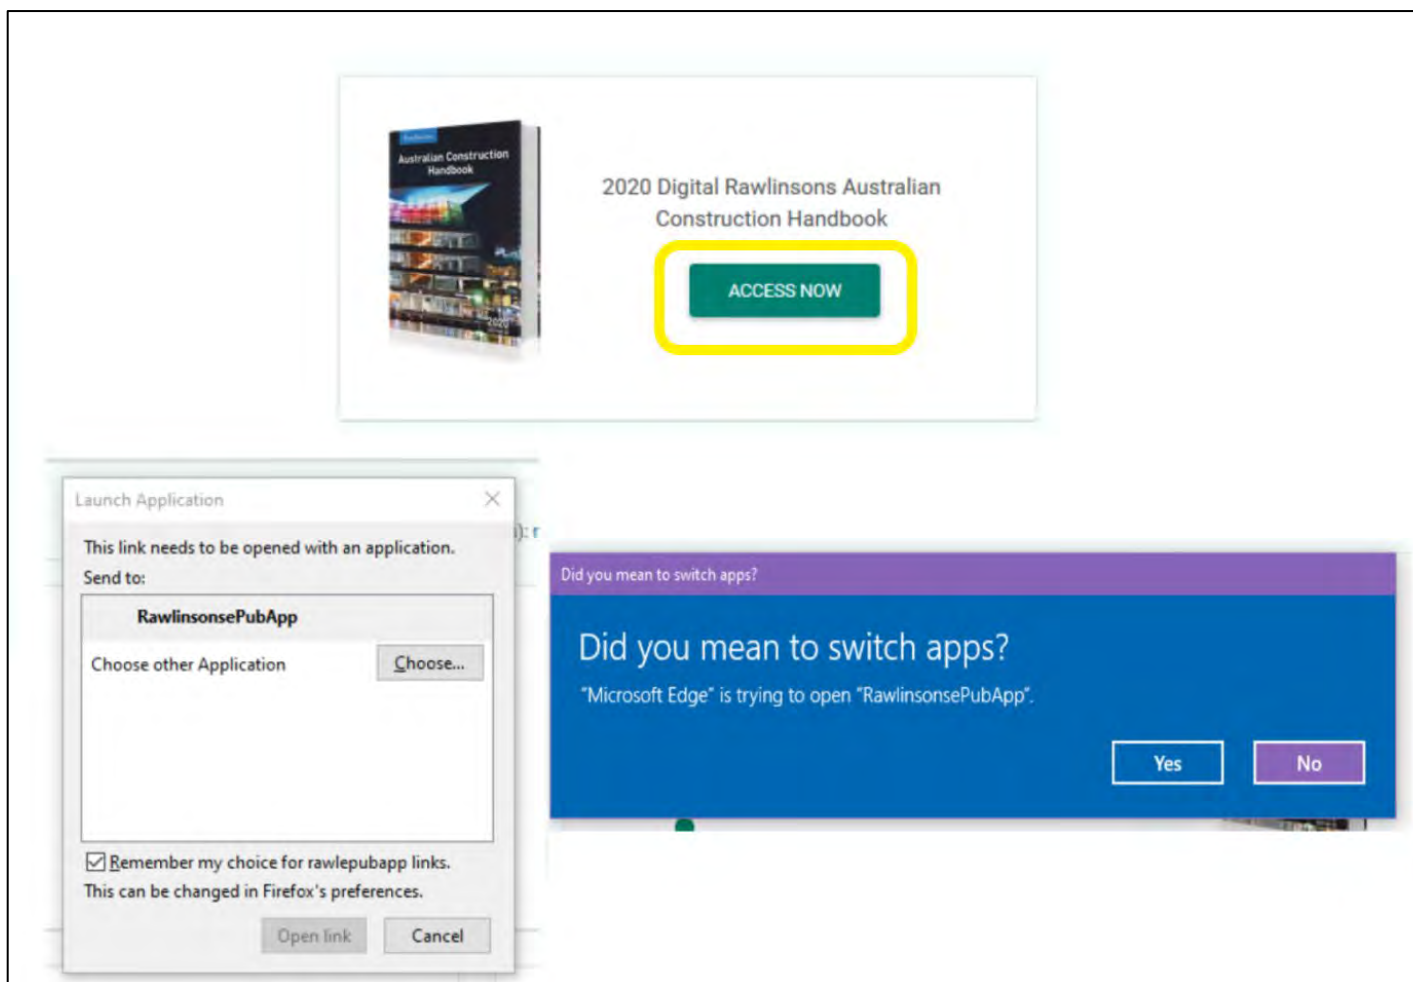 Australian Construction
Handbook
2020
2020 Digital Rawlinsons Australian
Construction Handbook
ACCESS NOW
Launch Application
This link needs to be opened with an application.
Send to:
RawlinsonsePubApp
Choose other Application
Choose...
Remember my choice for rawlepubapp links.
This can be changed in Firefox's preferences.
Open link
Cancel
): r
Did you mean to switch apps?
Did you mean to switch apps?
"Microsoft Edge" is trying to open "RawlinsonsePubApp".
Yes
No